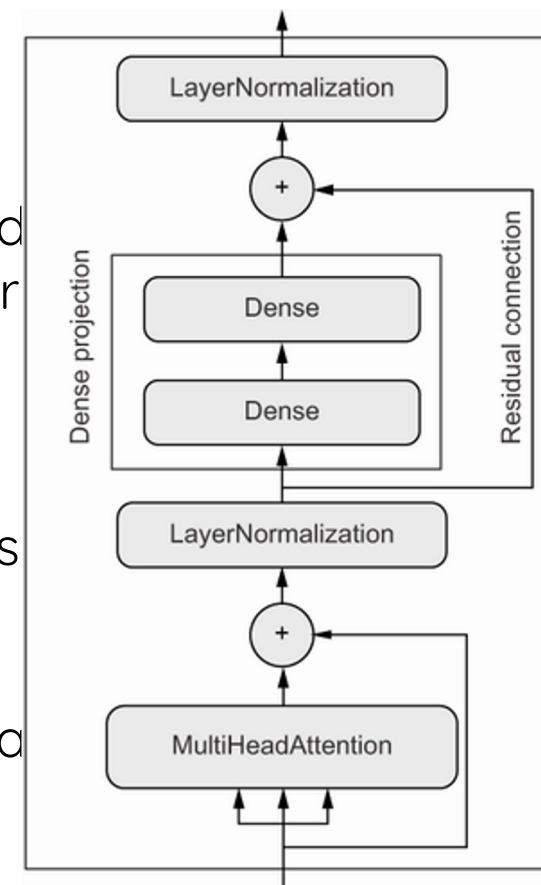 LayerNormalization
+
d
r
Dense projection
Dense
Dense
Residual connection
LayerNormalization
s
+
a
MultiHeadAttention